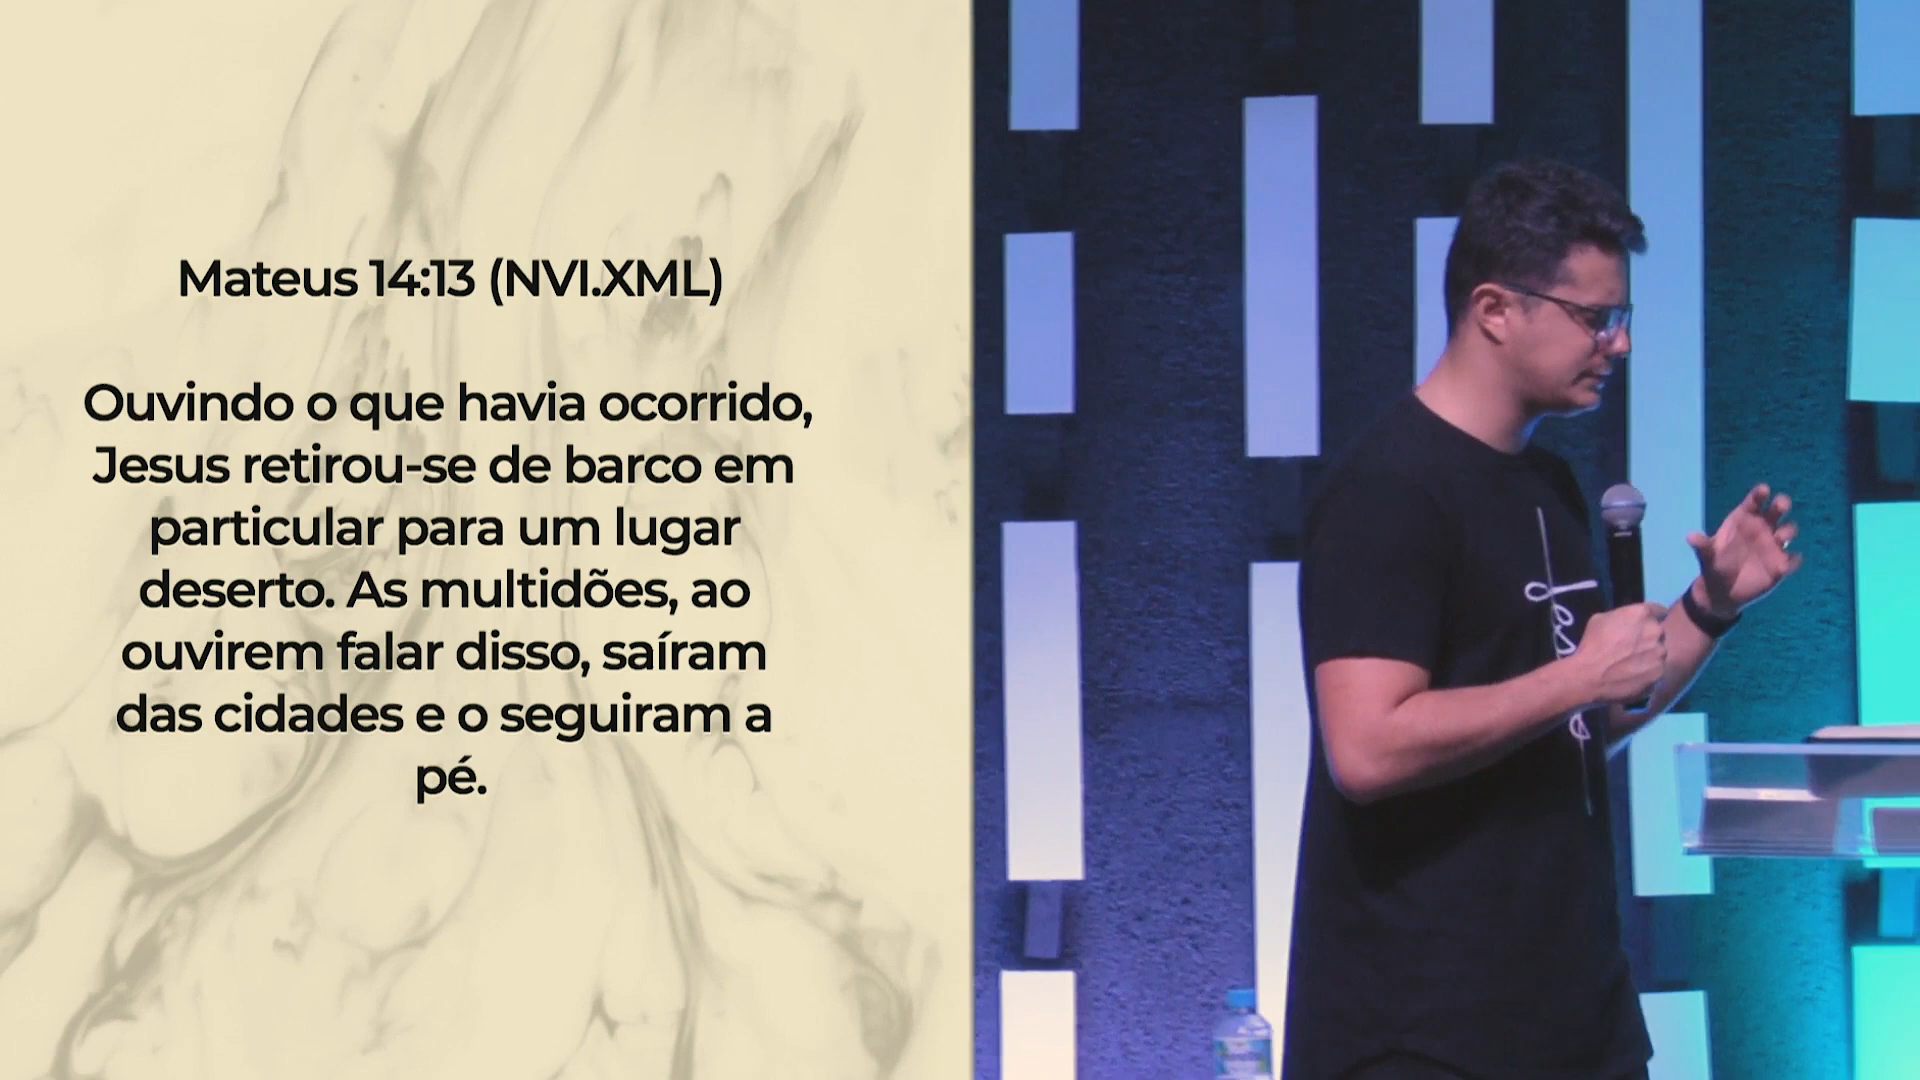 Mateus 14:13 (NVI.XML)
Ouvindo o que havia ocorrido,
Jesus retirou-se de barco em
particular para um lugar
deserto. As multidões, ao
ouvirem falar disso, saíram
das cidades e o seguiram a
pé.